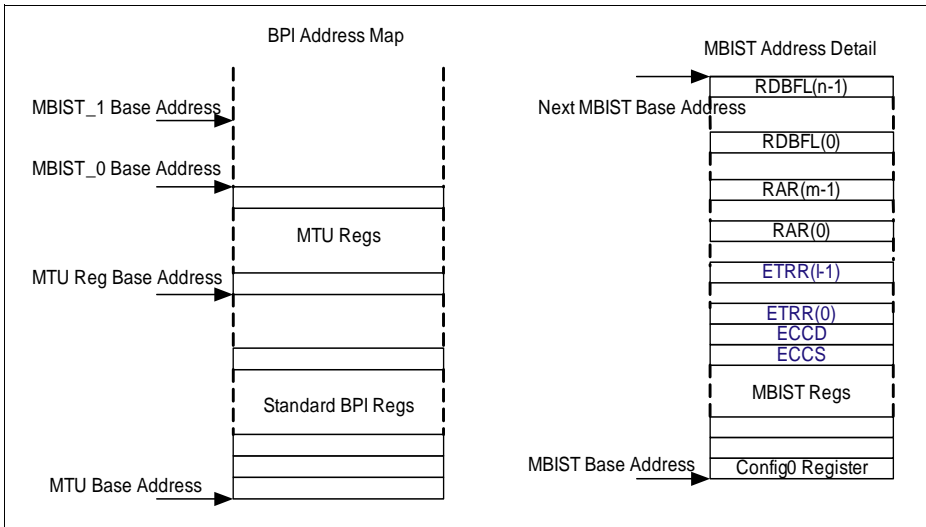 BPI Address Map
MBIST_1 Base Address
MBIST_0 Base Address
MTU Regs
MTU Reg Base Address
Standard BPI Regs
MTU Base Address
MBIST Address Detail
RDBFL(n-1)
Next MBIST Base Address
RDBFL(0)
RAR(m-1)
RAR(0)
ETRR(l-1)
ETRR(0)
ECCD
ECCS
MBIST Regs
MBIST Base Address
Config0 Register